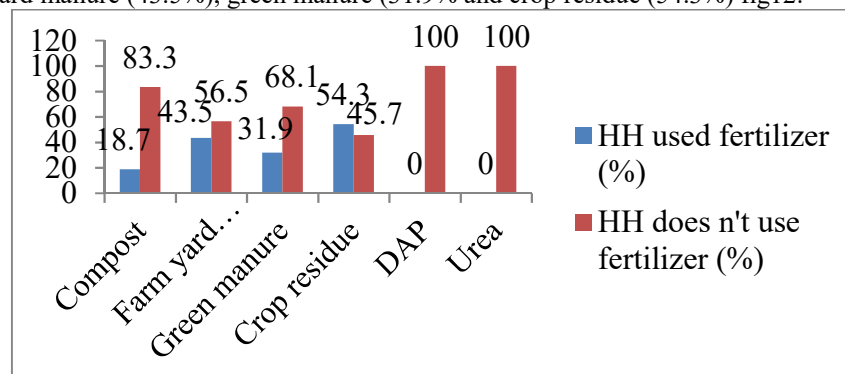 ard manure (43.5%), green manure (31.9% and crop residue (54.3%) fig12.
120
100
80
60
40
20
0
18.7
83.3
43.5
56.5
31.9
68.1
54.3
45.7
0
100
0
100
Compost
Farm yard…
Green manure
Crop residue
DAP
Urea
HH used fertilizer
(%)
HH does n't use
fertilizer (%)